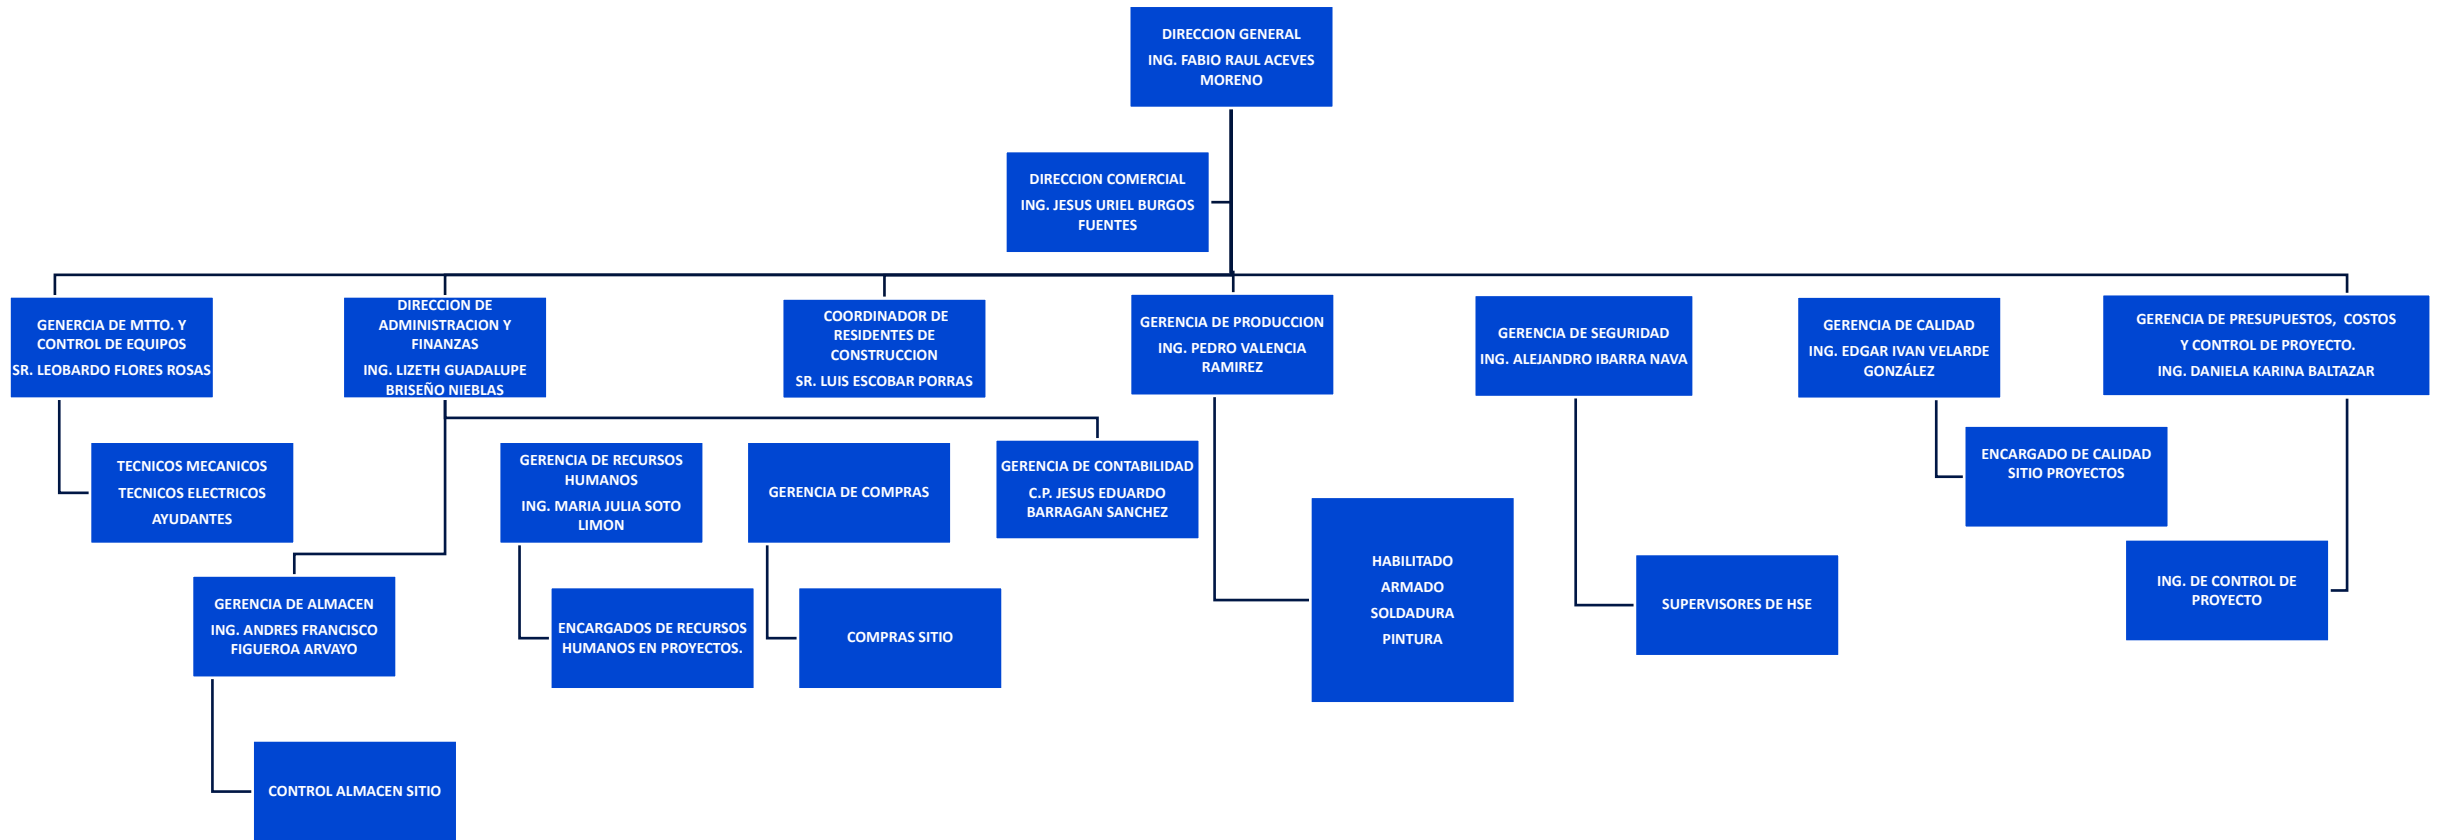 DIRECCION GENERAL
ING. FABIO RAUL ACEVES
MORENO
DIRECCION COMERCIAL
ING. JESUS URIEL BURGOS
FUENTES
GENERCIA DE MTTO. Y
CONTROL DE EQUIPOS
SR. LEOBARDO FLORES ROSAS
DIRECCION DE
ADMINISTRACION Y
FINANZAS
ING. LIZETH GUADALUPE
BRISEÑO NIEBLAS
COORDINADOR DE
RESIDENTES DE
CONSTRUCCION
SR. LUIS ESCOBAR PORRAS
GERENCIA DE PRODUCCION
ING. PEDRO VALENCIA
RAMIREZ
GERENCIA DE SEGURIDAD
ING. ALEJANDRO IBARRA NAVA
GERENCIA DE CALIDAD
ING. EDGAR IVAN VELARDE
GONZÁLEZ
GERENCIA DE PRESUPUESTOS, COSTOS
Y CONTROL DE PROYECTO.
ING. DANIELA KARINA BALTAZAR
TECNICOS MECANICOS
TECNICOS ELECTRICOS
AYUDANTES
GERENCIA DE RECURSOS
HUMANOS
ING. MARIA JULIA SOTO
LIMON
GERENCIA DE COMPRAS
GERENCIA DE CONTABILIDAD
C.P. JESUS EDUARDO
BARRAGAN SANCHEZ
ENCARGADO DE CALIDAD
SITIO PROYECTOS
HABILITADO
ARMADO
SOLDADURA
PINTURA
SUPERVISORES DE HSE
ING. DE CONTROL DE
PROYECTO
GERENCIA DE ALMACEN
ING. ANDRES FRANCISCO
FIGUEROA ARVAYO
ENCARGADOS DE RECURSOS
HUMANOS EN PROYECTOS.
COMPRAS SITIO
CONTROL ALMACEN SITIO